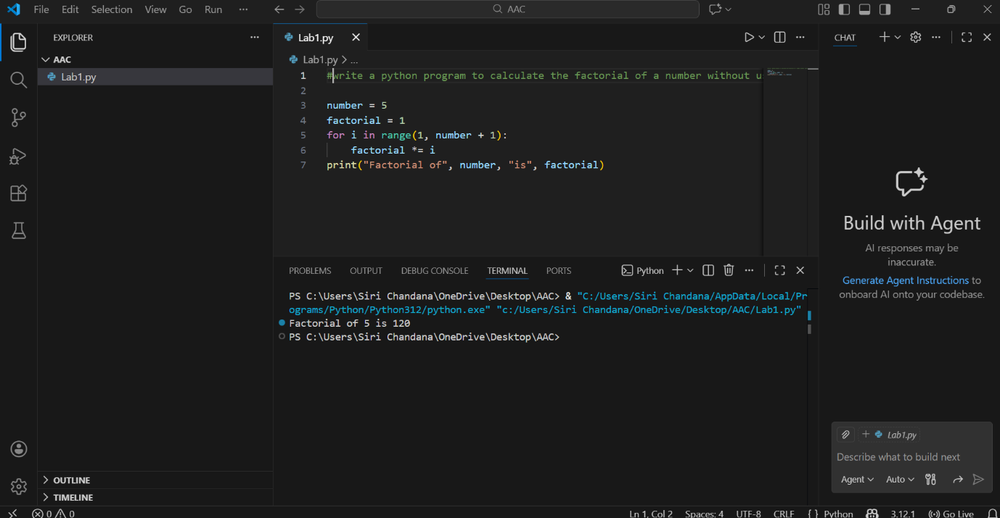 File Edit Selection View Go Run ··· AAC
EXPLORER ···
AAC
Lab1.py
OUTLINE
TIMELINE
Lab1.py
Lab1.py > ...
1 #write a python program to calculate the factorial of a number without u
2
3 number = 5
4 factorial = 1
5 for i in range(1, number + 1):
6 factorial *= i
7 print("Factorial of", number, "is", factorial)
PROBLEMS OUTPUT DEBUG CONSOLE TERMINAL PORTS Python
PS C:\Users\Siri Chandana\OneDrive\Desktop\AAC> & "C:/Users/Siri Chandana/AppData/Local/Pr
ograms/Python/Python312/python.exe" "c:/Users/Siri Chandana/OneDrive/Desktop/AAC/Lab1.py"
Factorial of 5 is 120
PS C:\Users\Siri Chandana\OneDrive\Desktop\AAC>
CHAT
Build with Agent
AI responses may be
inaccurate.
Generate Agent Instructions to
onboard AI onto your codebase.
Lab1.py
Describe what to build next
Agent Auto
0 0 Ln 1, Col 2 Spaces: 4 UTF-8 CRLF { } Python 3.12.1 Go Live